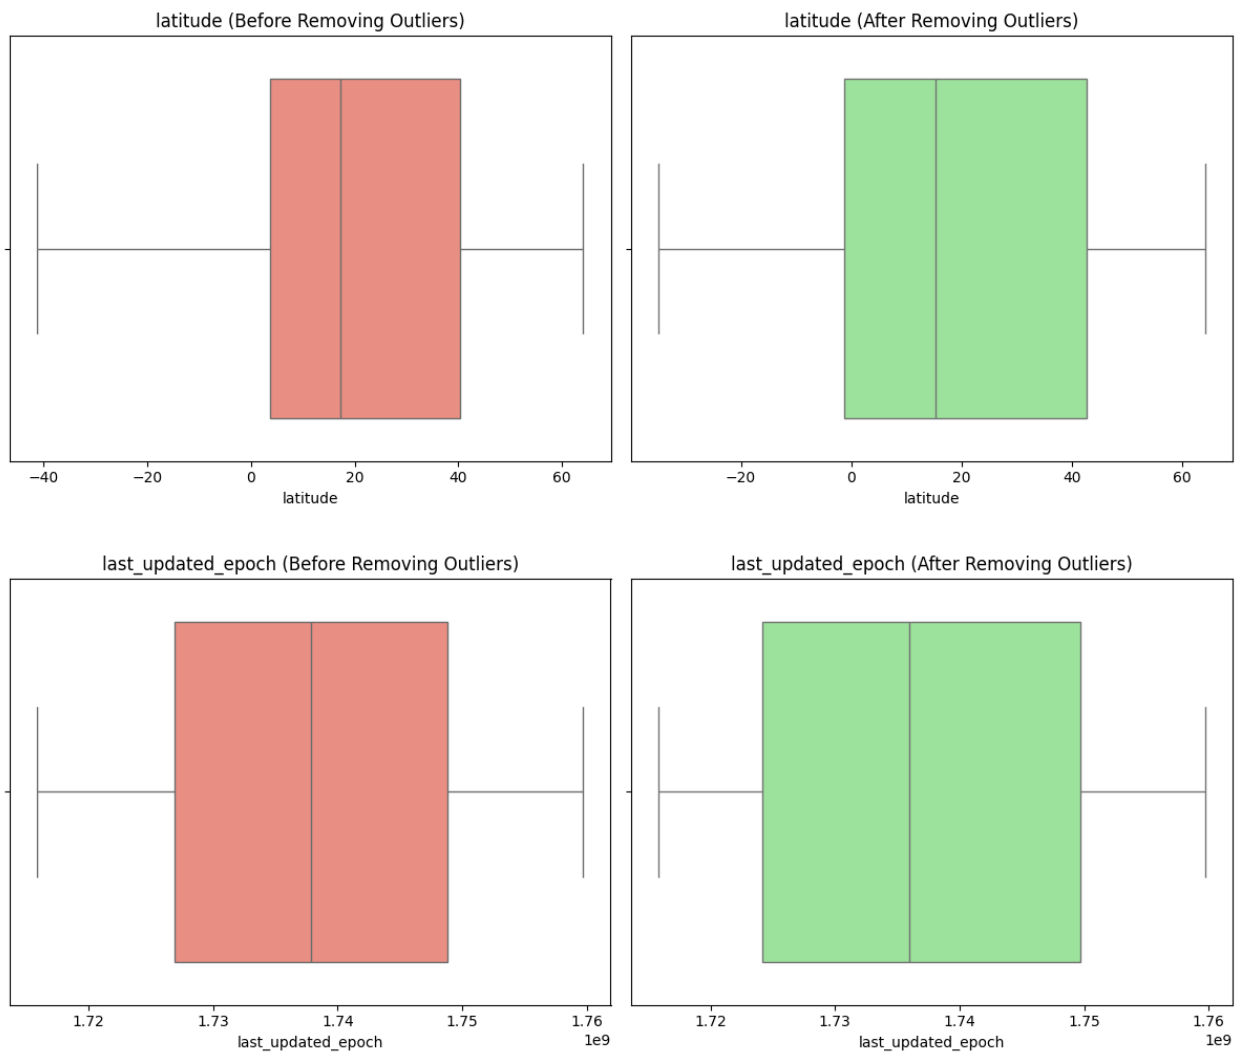 latitude (Before Removing Outliers)
latitude (After Removing Outliers)
−40 −20 0 20 40 60
−20 0 20 40 60
latitude
latitude
last_updated_epoch (Before Removing Outliers)
last_updated_epoch (After Removing Outliers)
1.72 1.73 1.74 1.75 1.76
1.72 1.73 1.74 1.75 1.76
1e9
1e9
last_updated_epoch
last_updated_epoch